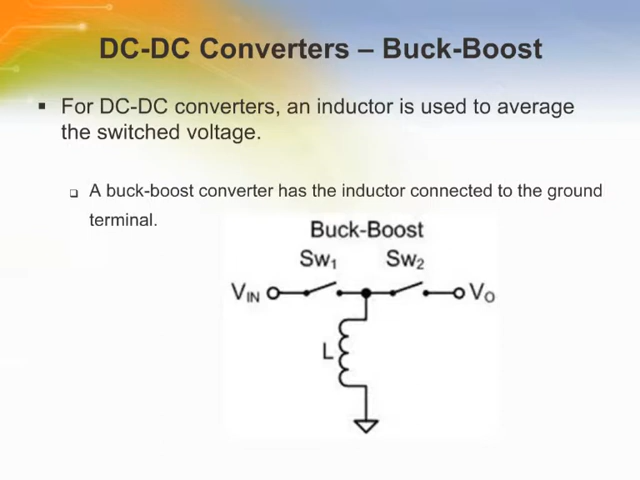 DC-DC Converters – Buck-Boost
▪ For DC-DC converters, an inductor is used to average
the switched voltage.
❑ A buck-boost converter has the inductor connected to the ground
terminal.
Buck-Boost
Sw1 Sw2
VIN VO
L